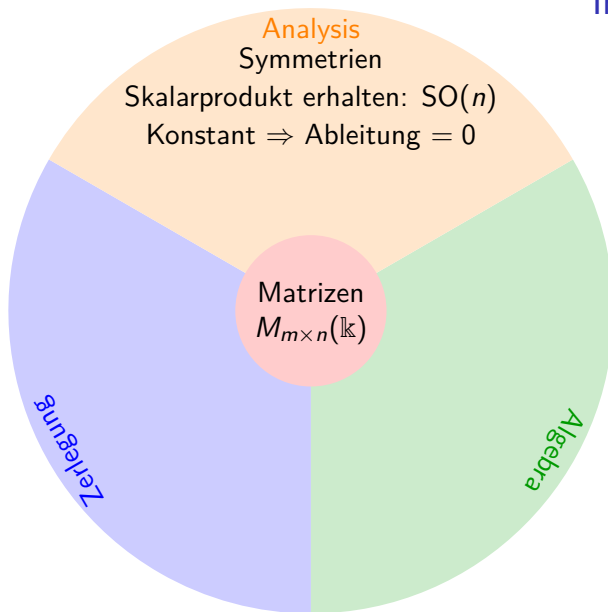 Analysis
Symmetrien
Skalarprodukt erhalten: SO(n)
Konstant ⇒ Ableitung = 0
Matrizen
M_{m×n}(𝕜)
Zerlegung
Algebra